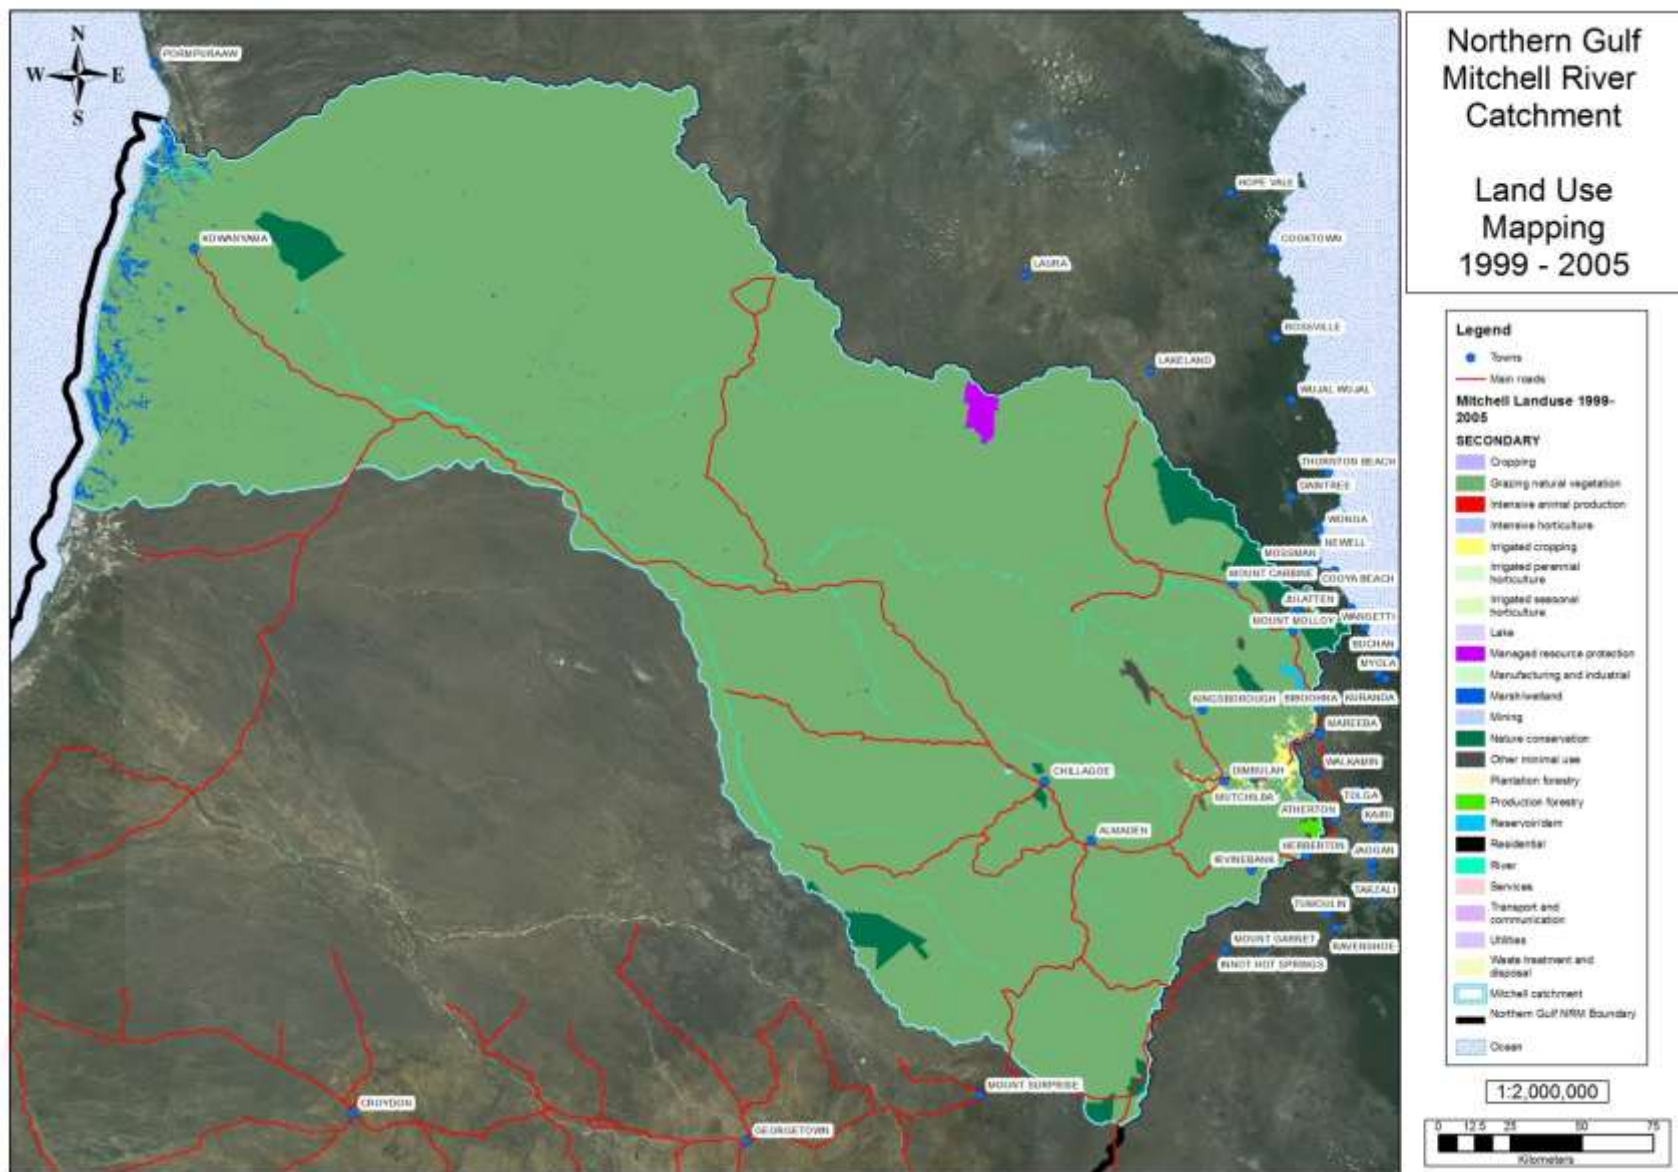 Northern Gulf
Mitchell River
Catchment
Land Use
Mapping
1999 - 2005
N
W
E
S
PORMPURAAW
KOWANYAMA
HOPE VALE
COOKTOWN
LAURA
ROSSVILLE
LAKELAND
WUJAL WUJAL
THORNTON BEACH
DAINTREE
WONGA
NEWELL
MOSSMAN
MOUNT CARBINE
COOYA BEACH
JULATTEN
WANGETTI
MOUNT MOLLOY
BUCHAN
MYOLA
KINGSBOROUGH
BIBOOHRA
KURANDA
MAREEBA
WALKAMIN
CHILLAGOE
DIMBULAH
MUTCHILBA
TOLGA
ATHERTON
KAIRI
ALMADEN
HERBERTON
IRVINEBANK
JAGGAN
TARZALI
TUMOULIN
MOUNT GARNET
RAVENSHOE
INNOT HOT SPRINGS
MOUNT SURPRISE
CROYDON
GEORGETOWN
Legend
Towns
Main roads
Mitchell Landuse 1999-
2005
SECONDARY
Cropping
Grazing natural vegetation
Intensive animal production
Intensive horticulture
Irrigated cropping
Irrigated perennial
horticulture
Irrigated seasonal
horticulture
Lake
Managed resource protection
Manufacturing and industrial
Marsh/wetland
Mining
Nature conservation
Other minimal use
Plantation forestry
Production forestry
Reservoir/dam
Residential
River
Services
Transport and
communication
Utilities
Waste treatment and
disposal
Mitchell catchment
Northern Gulf NRM Boundary
Ocean
1:2,000,000
0 12.5 25 50 75
Kilometers